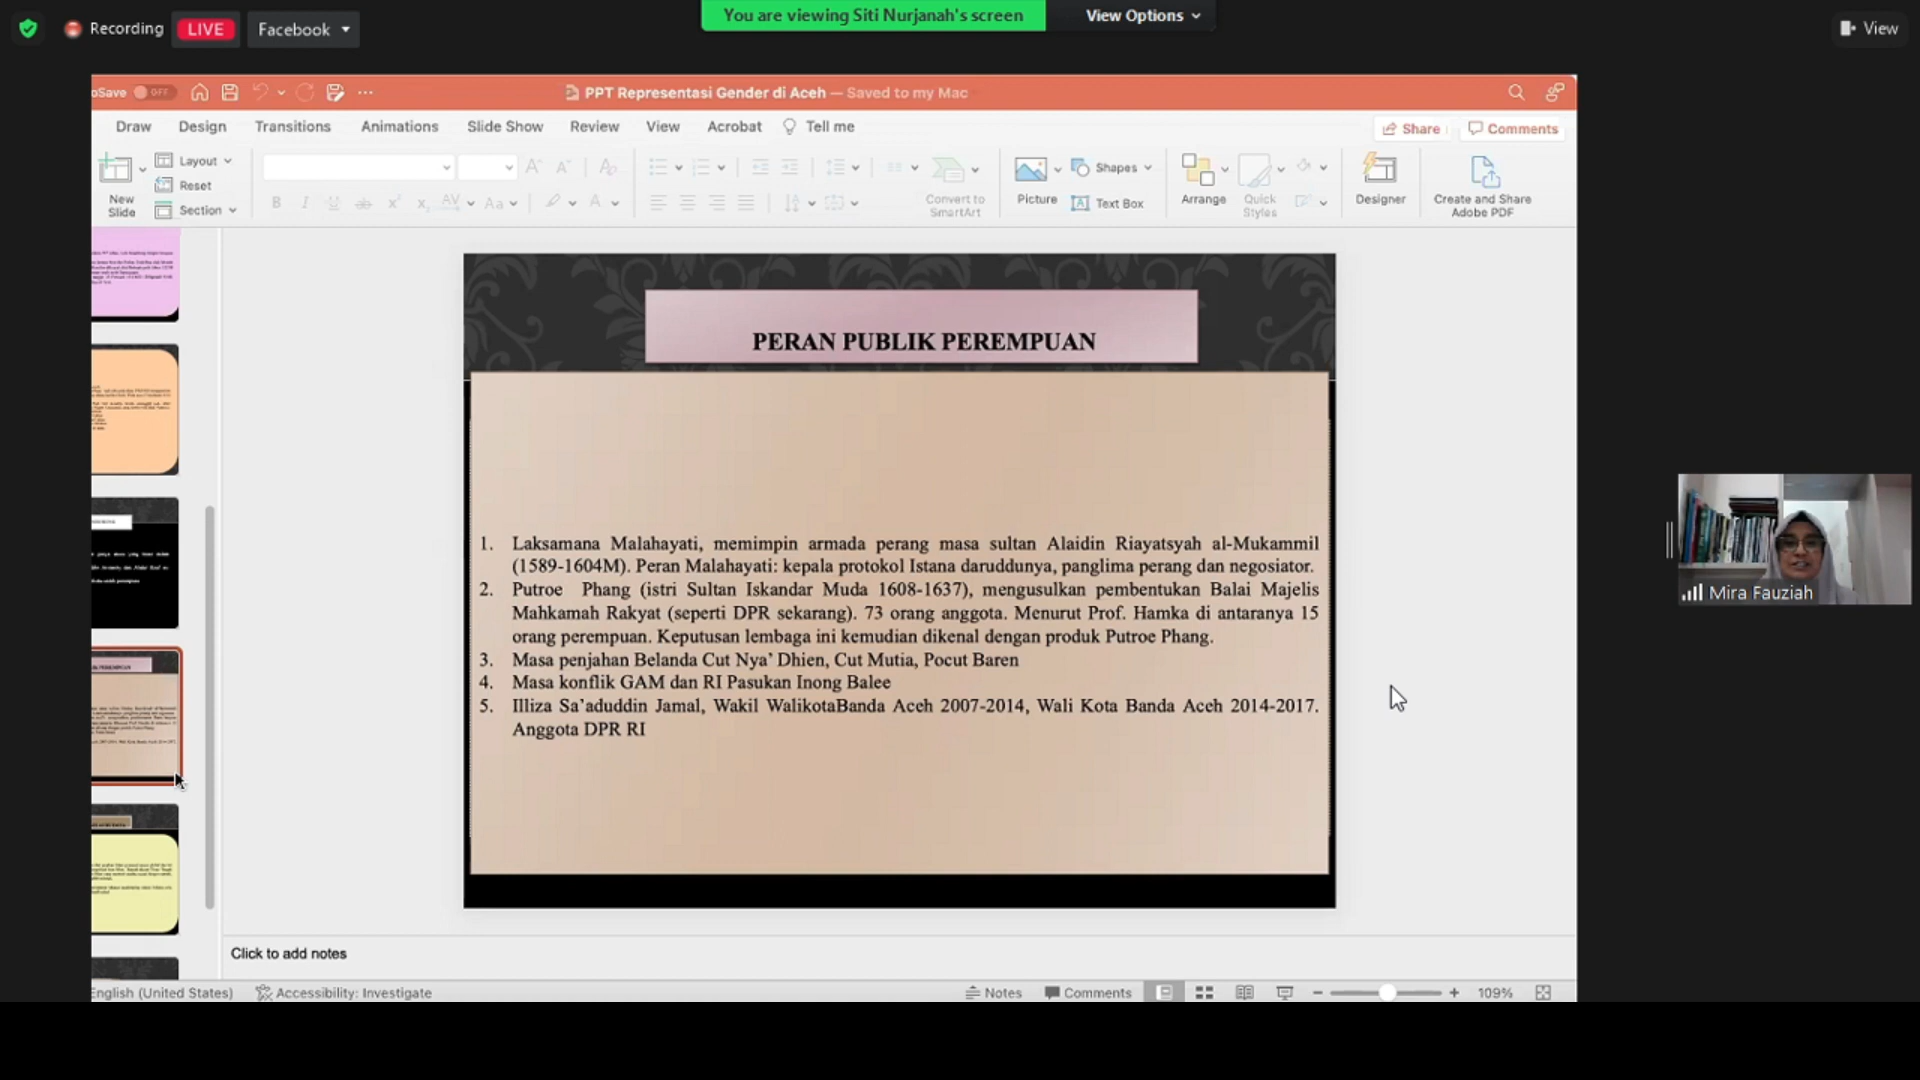 Recording
LIVE
Facebook
You are viewing Siti Nurjanah's screen
View Options
View
oSave OFF
PPT Representasi Gender di Aceh — Saved to my Mac
Draw Design Transitions Animations Slide Show Review View Acrobat Tell me
Share Comments
New
Slide
Layout
Reset
Section
Convert to
SmartArt
Picture
Shapes
Text Box
Arrange
Quick
Styles
Designer
Create and Share
Adobe PDF
PERAN PUBLIK PEREMPUAN
1. Laksamana Malahayati, memimpin armada perang masa sultan Alaidin Riayatsyah al-Mukammil
(1589-1604M). Peran Malahayati: kepala protokol Istana daruddunya, panglima perang dan negosiator.
2. Putroe Phang (istri Sultan Iskandar Muda 1608-1637), mengusulkan pembentukan Balai Majelis
Mahkamah Rakyat (seperti DPR sekarang). 73 orang anggota. Menurut Prof. Hamka di antaranya 15
orang perempuan. Keputusan lembaga ini kemudian dikenal dengan produk Putroe Phang.
3. Masa penjahan Belanda Cut Nya' Dhien, Cut Mutia, Pocut Baren
4. Masa konflik GAM dan RI Pasukan Inong Balee
5. Illiza Sa'aduddin Jamal, Wakil WalikotaBanda Aceh 2007-2014, Wali Kota Banda Aceh 2014-2017.
Anggota DPR RI
Mira Fauziah
Click to add notes
English (United States) Accessibility: Investigate
Notes Comments 109%